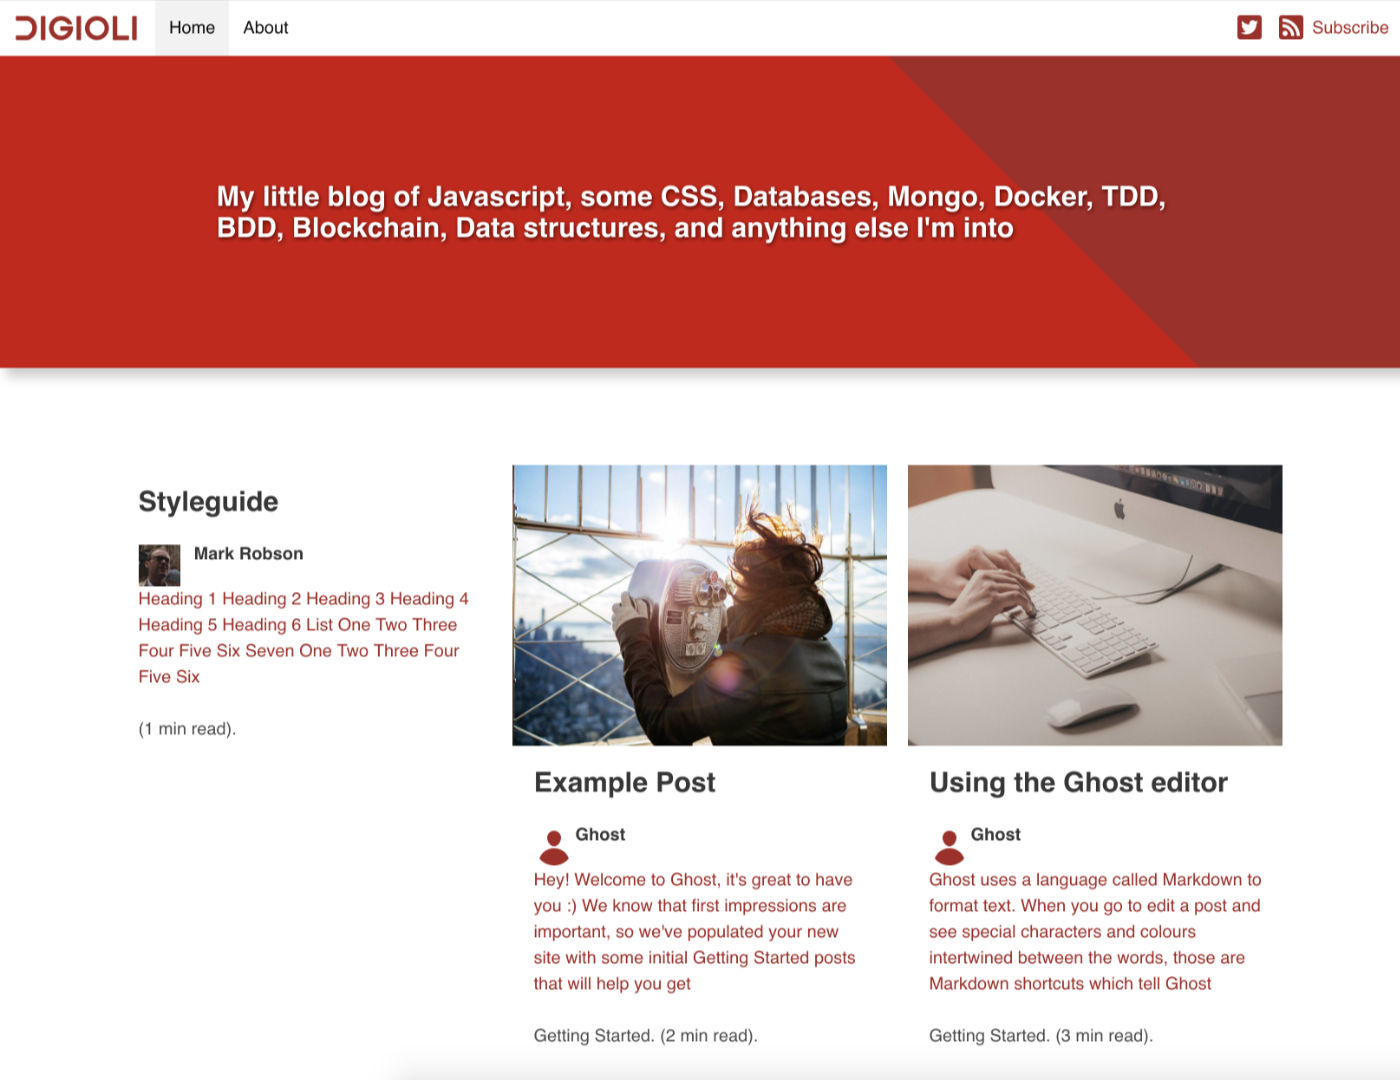 DIGIOLI
Home
About
Subscribe
My little blog of Javascript, some CSS, Databases, Mongo, Docker, TDD,
BDD, Blockchain, Data structures, and anything else I'm into
Styleguide
Mark Robson
Heading 1 Heading 2 Heading 3 Heading 4
Heading 5 Heading 6 List One Two Three
Four Five Six Seven One Two Three Four
Five Six
(1 min read).
Example Post
Ghost
Hey! Welcome to Ghost, it's great to have
you :) We know that first impressions are
important, so we've populated your new
site with some initial Getting Started posts
that will help you get
Getting Started. (2 min read).
Using the Ghost editor
Ghost
Ghost uses a language called Markdown to
format text. When you go to edit a post and
see special characters and colours
intertwined between the words, those are
Markdown shortcuts which tell Ghost
Getting Started. (3 min read).